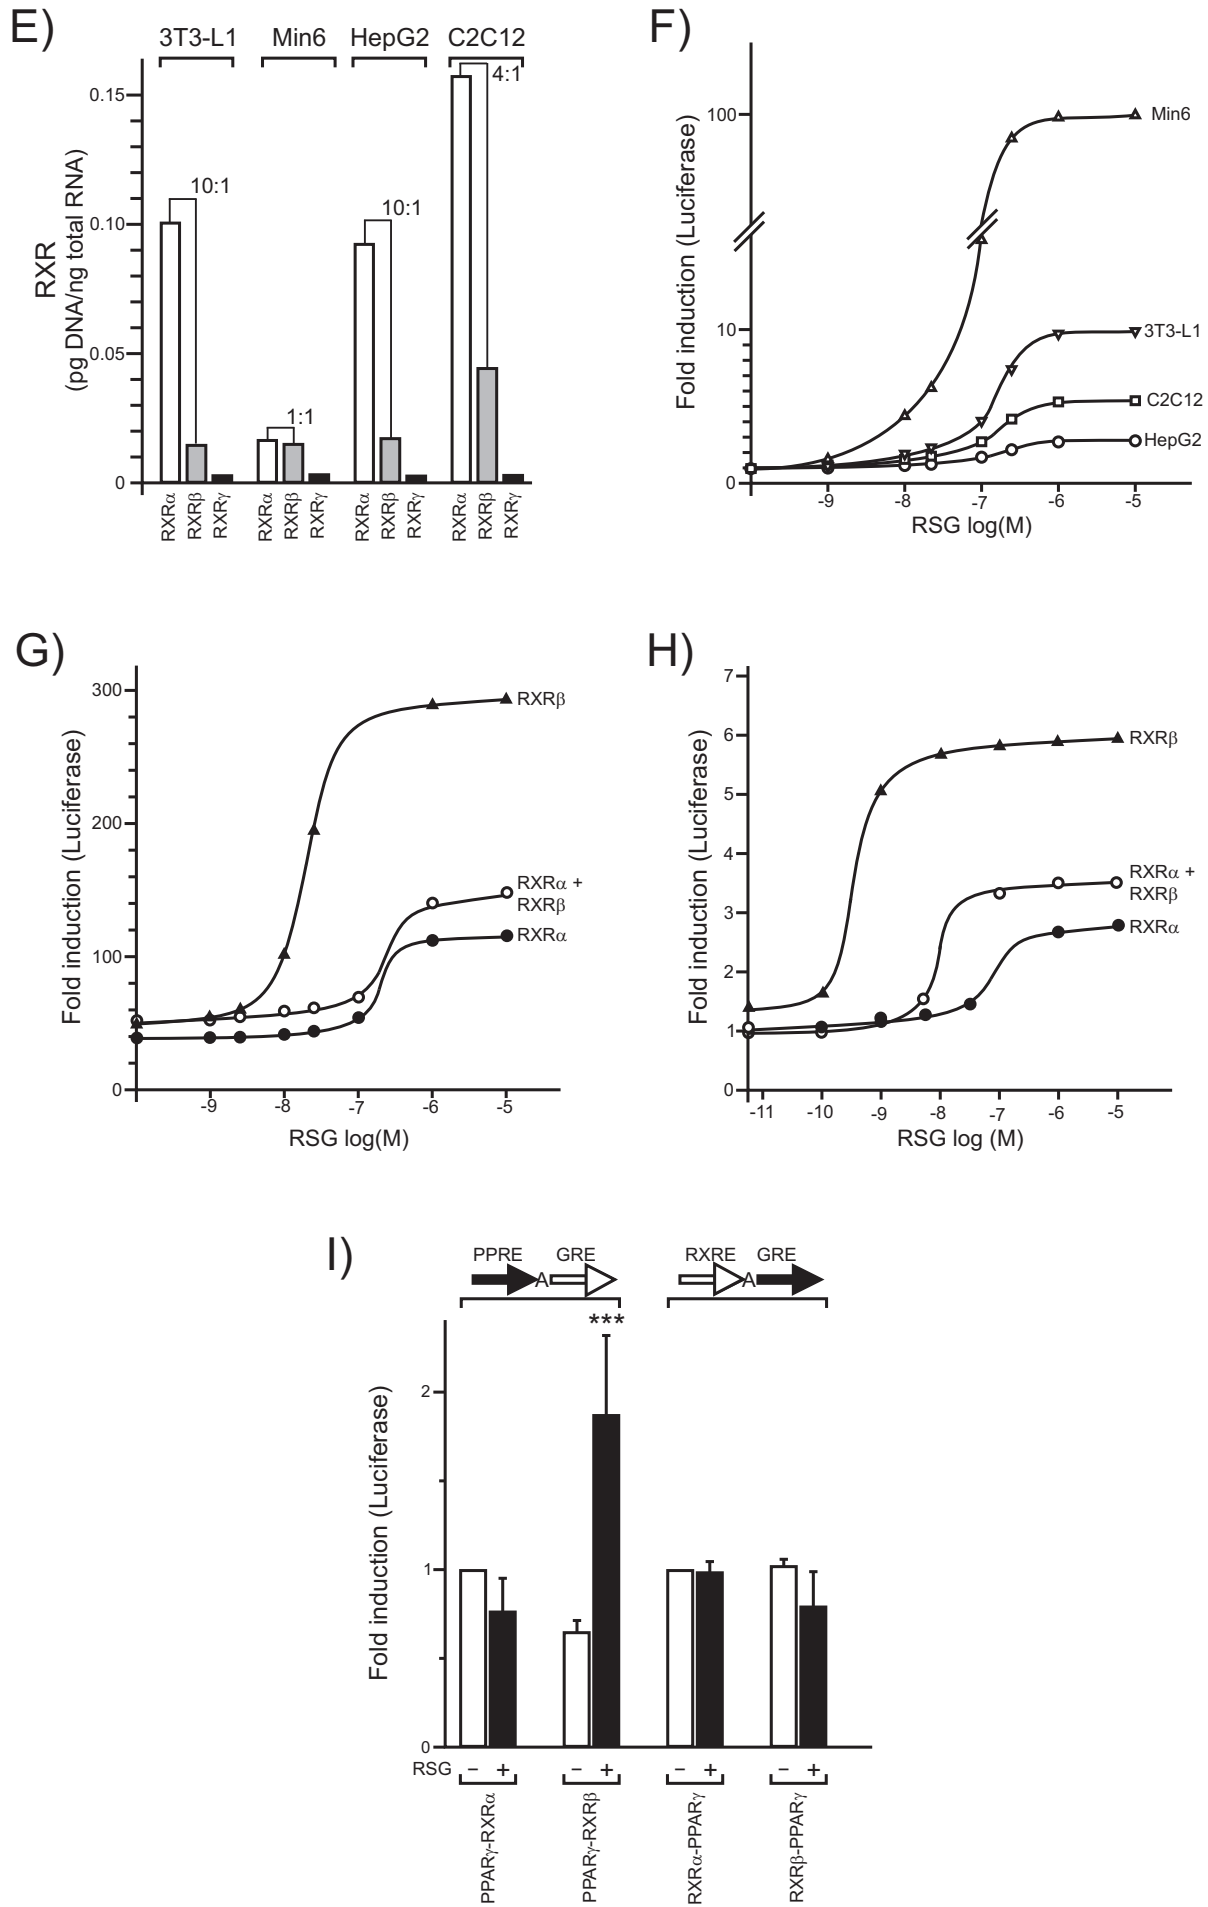 E)
3T3-L1 Min6 HepG2 C2C12
RXR
(pg DNA/ng total RNA)
0.15
0.10
0.05
0
10:1
1:1
10:1
4:1
RXRα RXRβ RXRγ RXRα RXRβ RXRγ RXRα RXRβ RXRγ RXRα RXRβ RXRγ
F)
Fold induction (Luciferase)
100
10
0
Min6
3T3-L1
C2C12
HepG2
-9 -8 -7 -6 -5
RSG log(M)
G)
Fold induction (Luciferase)
300
200
100
0
RXRβ
RXRα +
RXRβ
RXRα
-9 -8 -7 -6 -5
RSG log(M)
H)
Fold induction (Luciferase)
7
6
5
4
3
2
1
0
RXRβ
RXRα +
RXRβ
RXRα
-11 -10 -9 -8 -7 -6 -5
RSG log (M)
I)
PPRE GRE RXRE GRE
A A
***
Fold induction (Luciferase)
2
1
0
RSG − + − + − + − +
PPARγ-RXRα PPARγ-RXRβ RXRα-PPARγ RXRβ-PPARγ